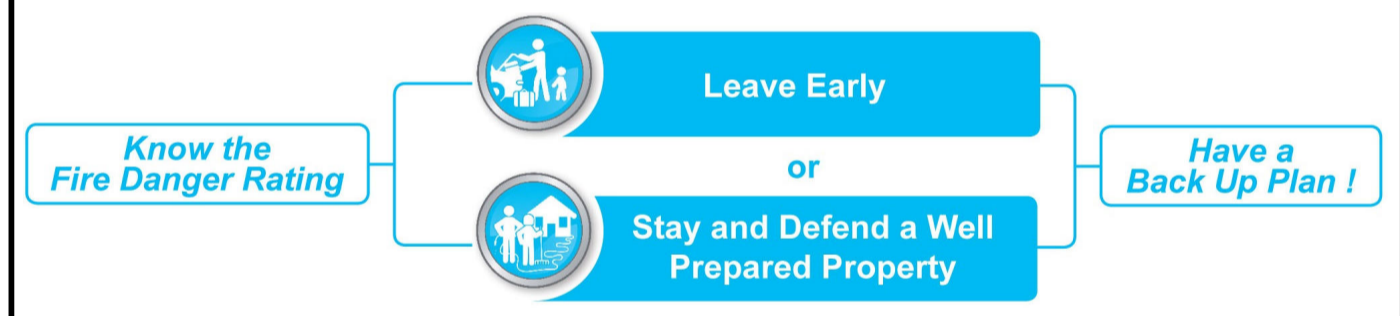 Know the
Fire Danger Rating
Leave Early
or
Stay and Defend a Well
Prepared Property
Have a
Back Up Plan !